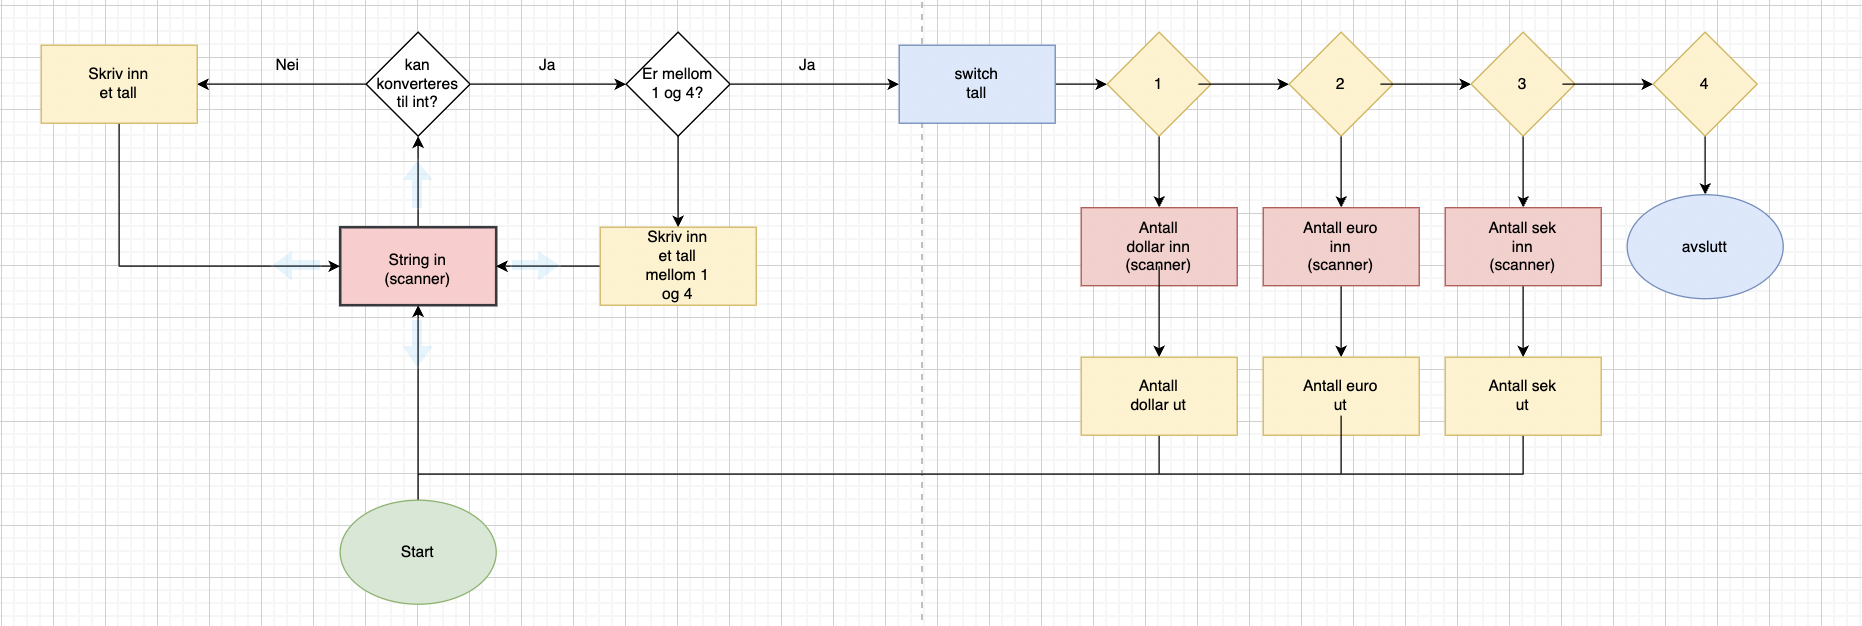 Skriv inn
et tall
Nei
kan
konverteres
til int?
Ja
Er mellom
1 og 4?
Ja
switch
tall
1
2
3
4
String in
(scanner)
Skriv inn
et tall
mellom 1
og 4
Antall
dollar inn
(scanner)
Antall euro
inn
(scanner)
Antall sek
inn
(scanner)
avslutt
Antall
dollar ut
Antall euro
ut
Antall sek
ut
Start